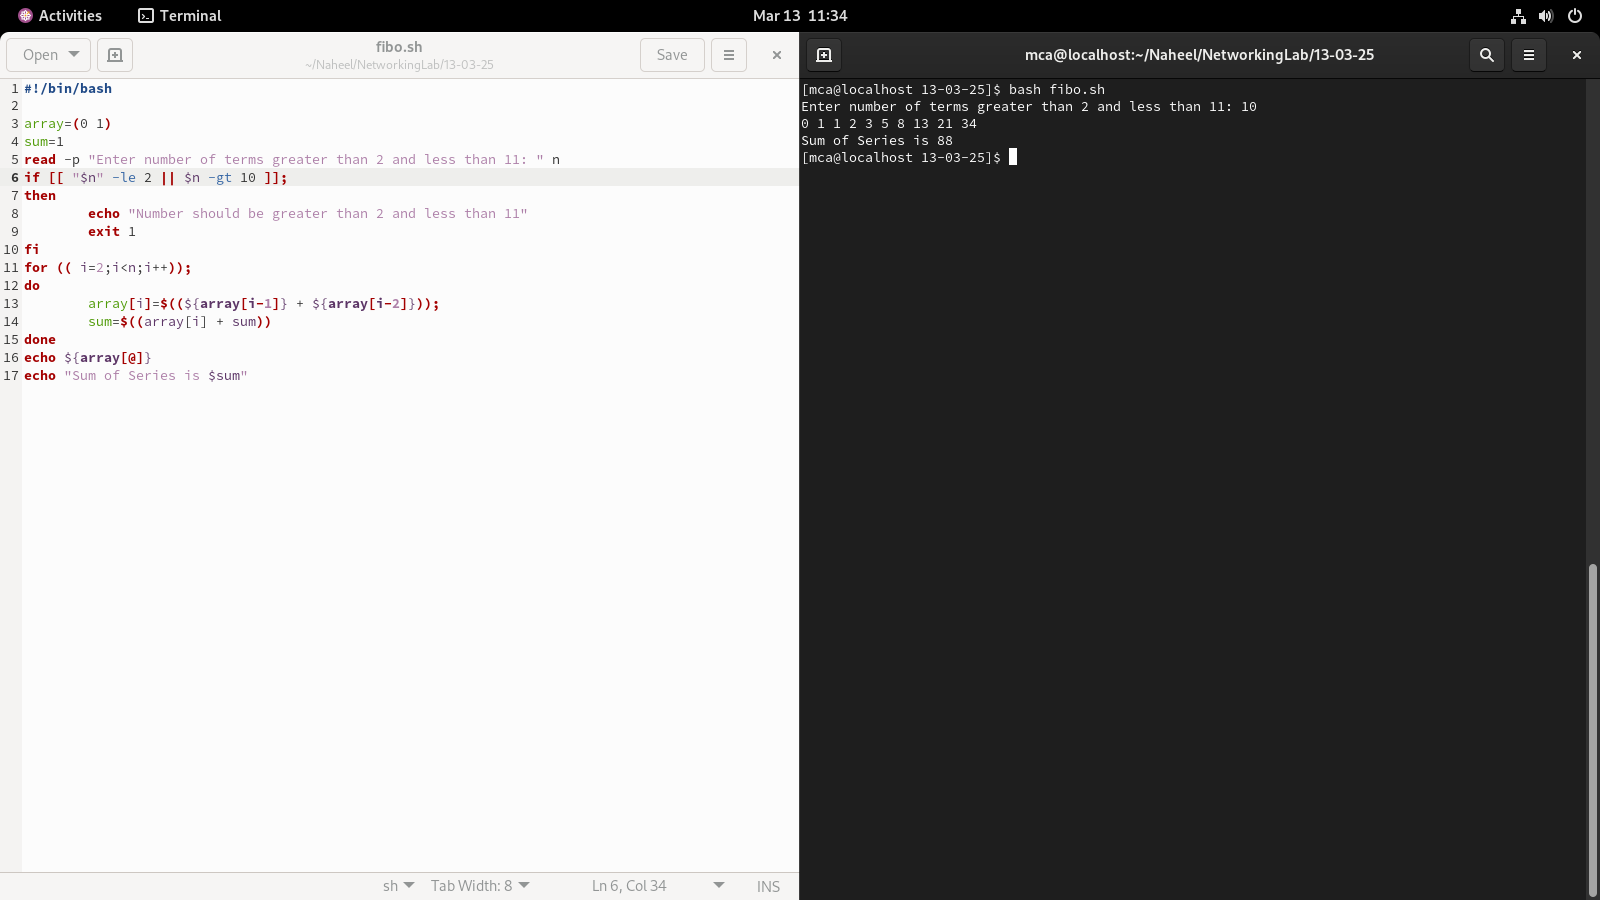 Activities Terminal Mar 13 11:34
Open fibo.sh Save
~/Naheel/NetworkingLab/13-03-25
1 #!/bin/bash
2
3 array=(0 1)
4 sum=1
5 read -p "Enter number of terms greater than 2 and less than 11: " n
6 if [[ "$n" -le 2 || $n -gt 10 ]];
7 then
8         echo "Number should be greater than 2 and less than 11"
9         exit 1
10 fi
11 for (( i=2;i<n;i++));
12 do
13         array[i]=$((${array[i-1]} + ${array[i-2]}));
14         sum=$((array[i] + sum))
15 done
16 echo ${array[@]}
17 echo "Sum of Series is $sum"
sh Tab Width: 8 Ln 6, Col 34 INS
mca@localhost:~/Naheel/NetworkingLab/13-03-25
[mca@localhost 13-03-25]$ bash fibo.sh
Enter number of terms greater than 2 and less than 11: 10
0 1 1 2 3 5 8 13 21 34
Sum of Series is 88
[mca@localhost 13-03-25]$